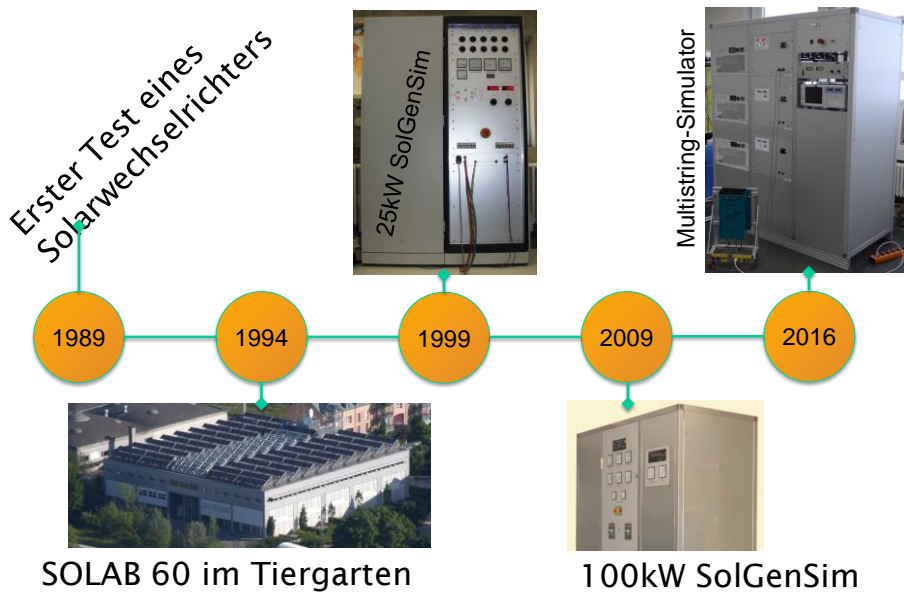 Erster Test eines
Solarwechselrichters
25kW SolGenSim
Multistring-Simulator
1989
1994
1999
2009
2016
SOLAB 60 im Tiergarten
100kW SolGenSim